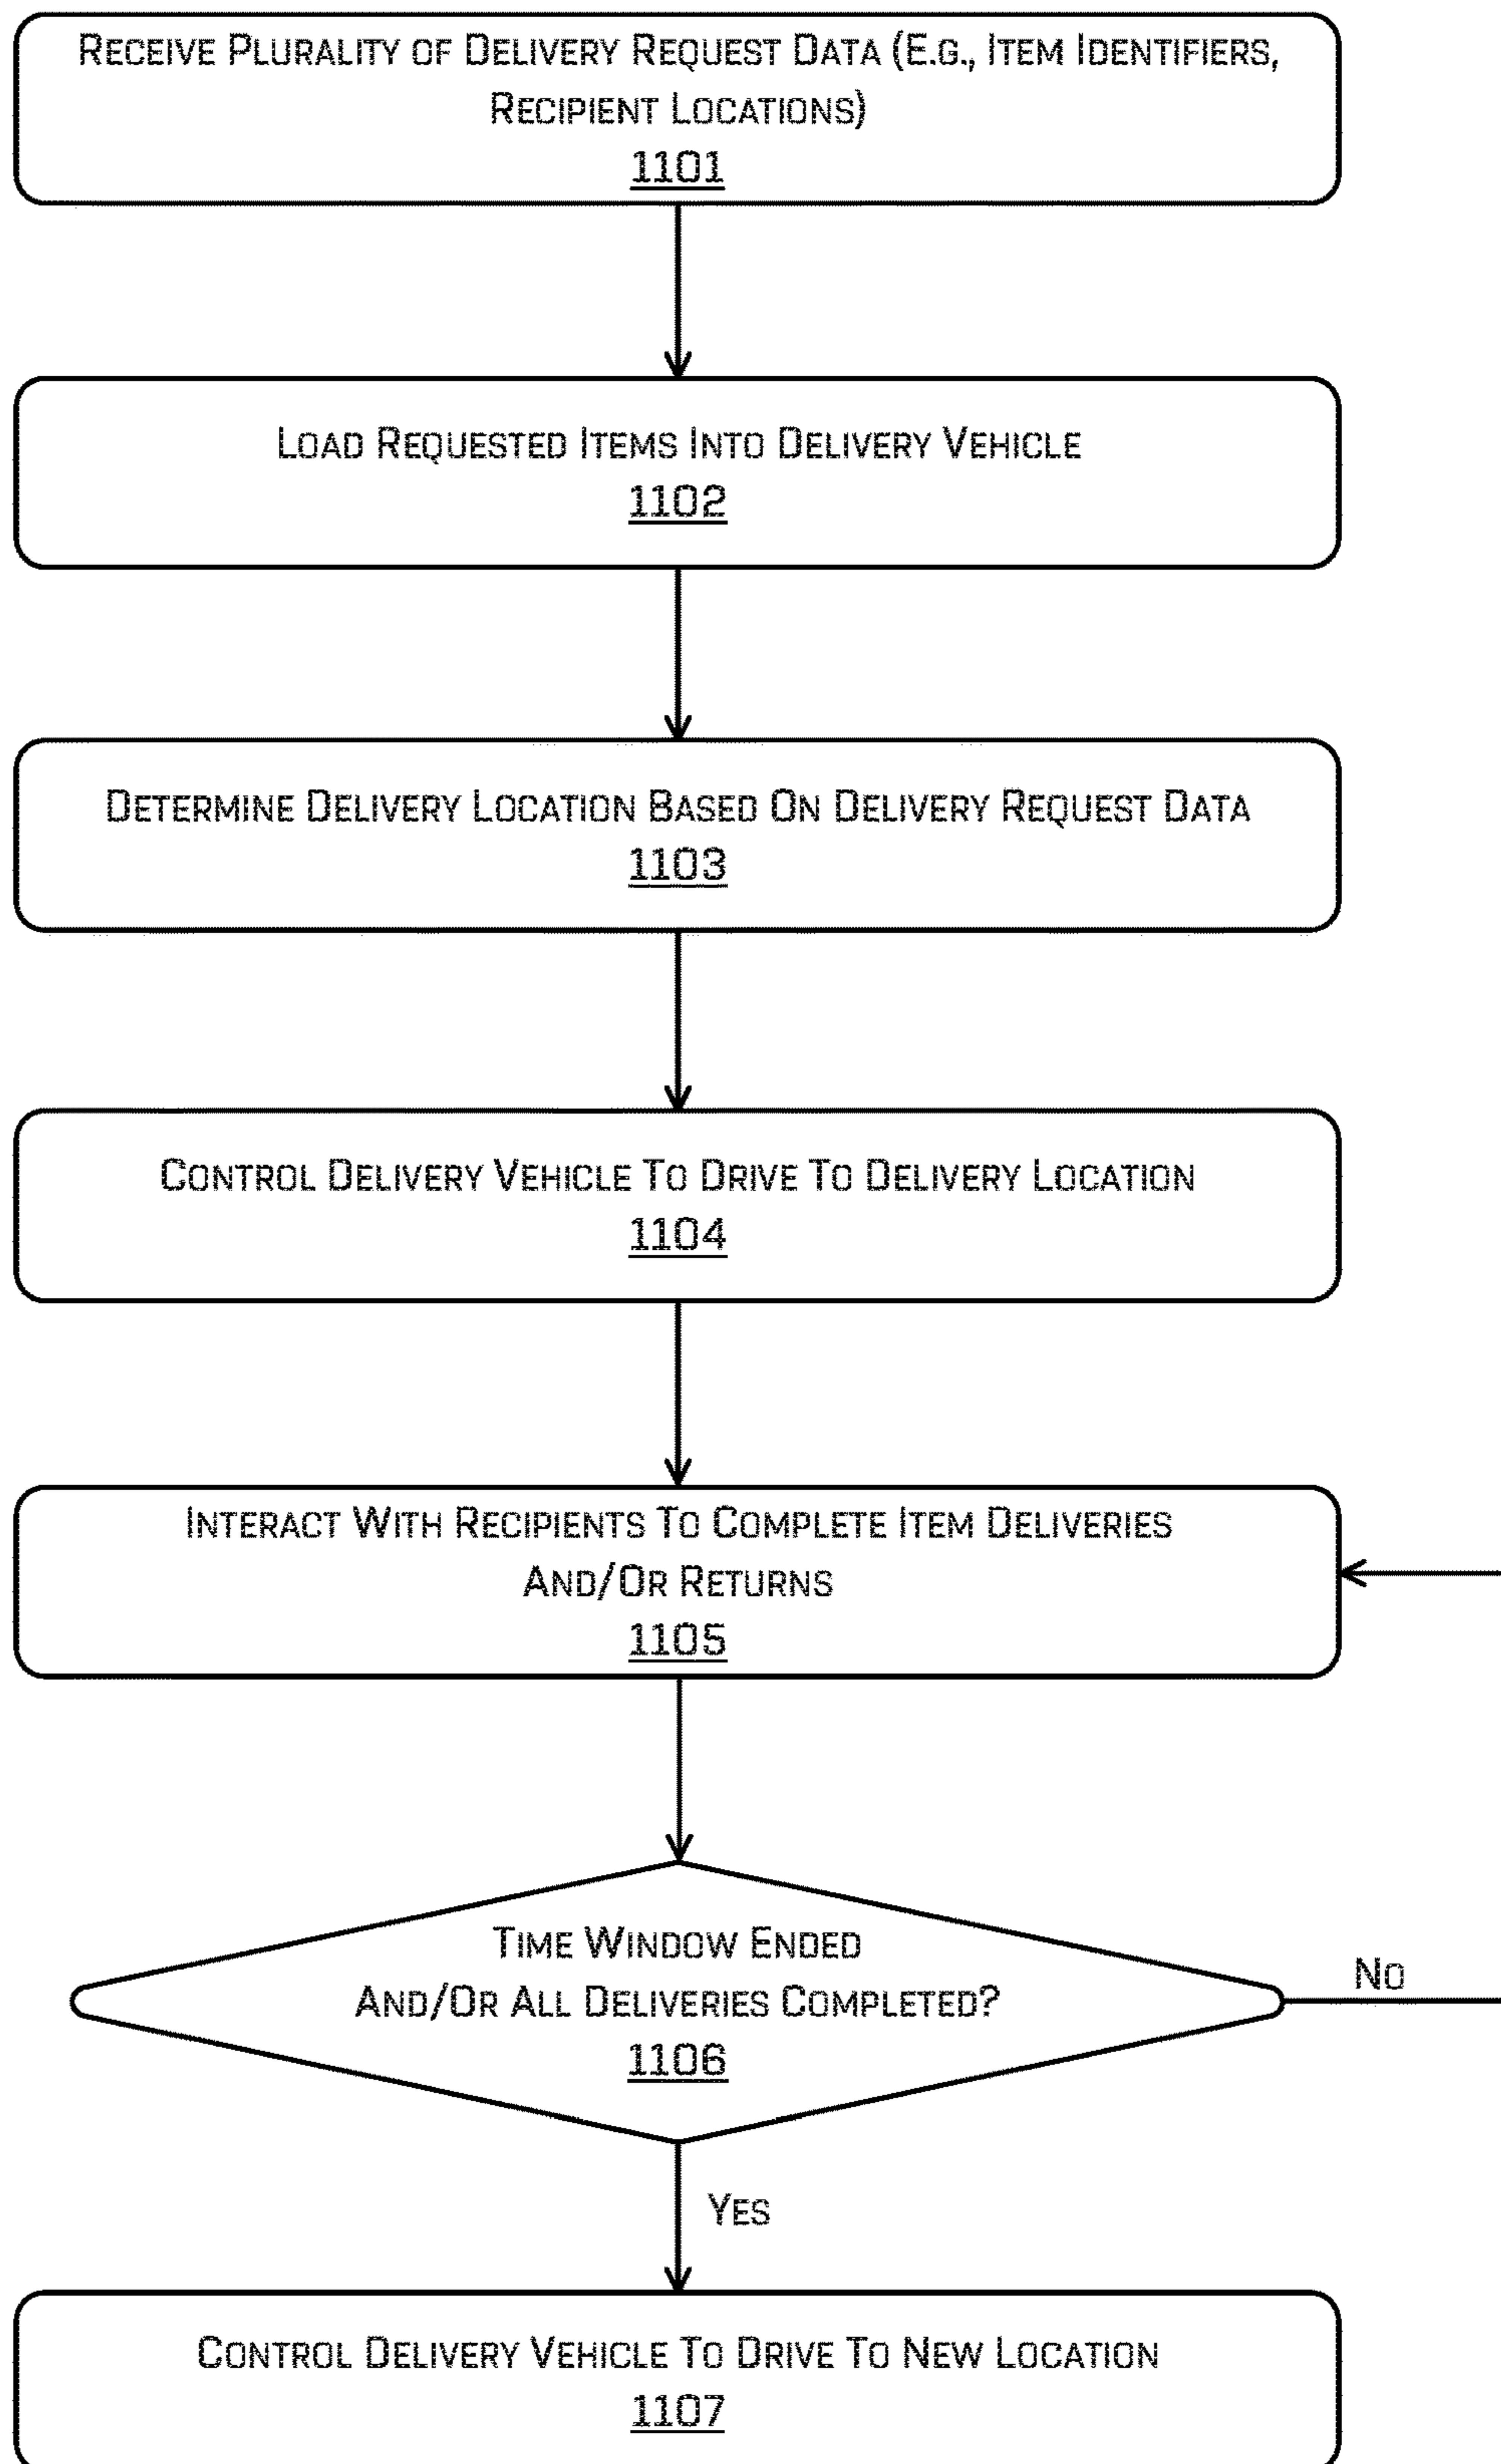 Receive Plurality of Delivery Request Data (E.g., Item Identifiers,
Recipient Locations)
1101
Load Requested Items Into Delivery Vehicle
1102
Determine Delivery Location Based On Delivery Request Data
1103
Control Delivery Vehicle To Drive To Delivery Location
1104
Interact With Recipients To Complete Item Deliveries
And/Or Returns
1105
Time Window Ended
And/Or All Deliveries Completed?
1106
No
Yes
Control Delivery Vehicle To Drive To New Location
1107